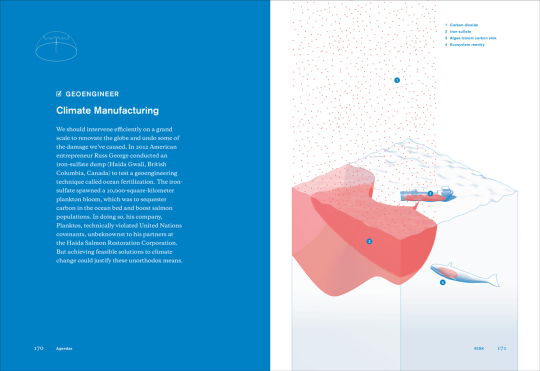 GEOENGINEER
Climate Manufacturing
We should intervene efficiently on a grand
scale to renovate the globe and undo some of
the damage we've caused. In 2012 American
entrepreneur Russ George conducted an
iron-sulfate dump (Haida Gwaii, British
Columbia, Canada) to test a geoengineering
technique called ocean fertilization. The iron-
sulfate spawned a 10,000-square-kilometer
plankton bloom, which was to sequester
carbon in the ocean bed and boost salmon
populations. In doing so, his company,
Planktos, technically violated United Nations
covenants, unbeknownst to his partners at
the Haida Salmon Restoration Corporation.
But achieving feasible solutions to climate
change could justify these unorthodox means.
170 Agendas
1 Carbon dioxide
2 Iron sulfate
3 Algae bloom carbon sink
4 Ecosystem
1
2
3
4
171